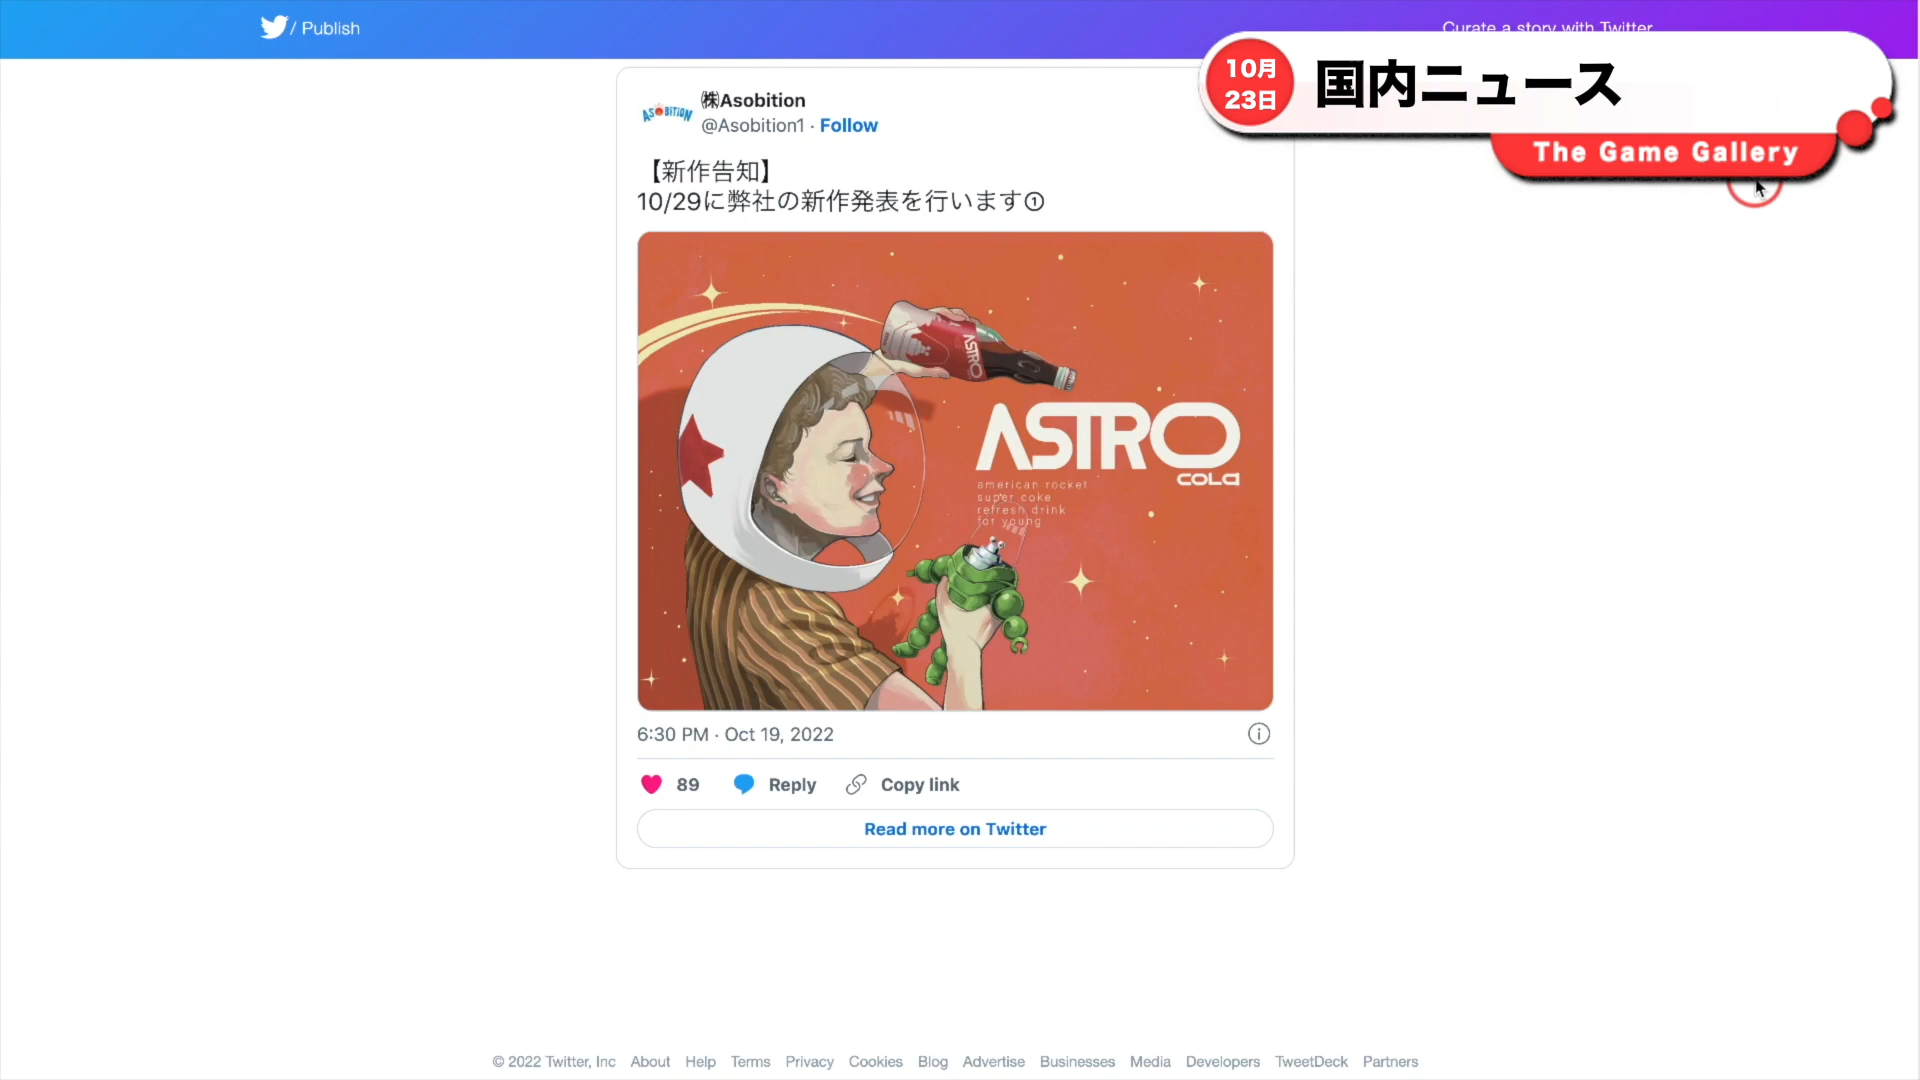 / Publish
Curate a story with Twitter
10月
23日
国内ニュース
The Game Gallery
ASOBITION
㈱Asobition
@Asobition1 · Follow
【新作告知】
10/29に弊社の新作発表を行います①
ASTRO
ASTRO
COLA
american rocket
super coke
refresh drink
for young
6:30 PM · Oct 19, 2022
89
Reply
Copy link
Read more on Twitter
© 2022 Twitter, Inc About Help Terms Privacy Cookies Blog Advertise Businesses Media Developers TweetDeck Partners